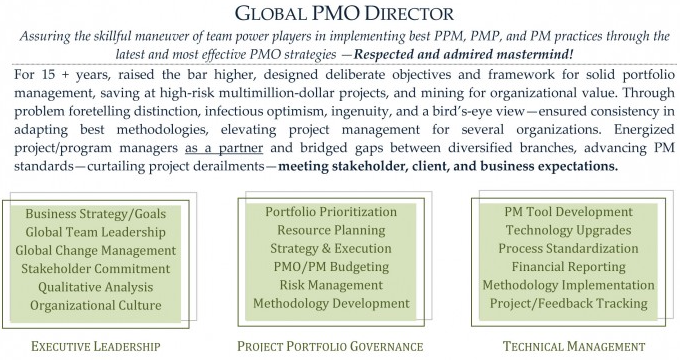 GLOBAL PMO DIRECTOR
Assuring the skillful maneuver of team power players in implementing best PPM, PMP, and PM practices through the
latest and most effective PMO strategies —Respected and admired mastermind!
For 15 + years, raised the bar higher, designed deliberate objectives and framework for solid portfolio
management, saving at high-risk multimillion-dollar projects, and mining for organizational value. Through
problem foretelling distinction, infectious optimism, ingenuity, and a bird’s-eye view—ensured consistency in
adapting best methodologies, elevating project management for several organizations. Energized
project/program managers as a partner and bridged gaps between diversified branches, advancing PM
standards—curtailing project derailments—meeting stakeholder, client, and business expectations.
Business Strategy/Goals
Global Team Leadership
Global Change Management
Stakeholder Commitment
Qualitative Analysis
Organizational Culture
EXECUTIVE LEADERSHIP
Portfolio Prioritization
Resource Planning
Strategy & Execution
PMO/PM Budgeting
Risk Management
Methodology Development
PROJECT PORTFOLIO GOVERNANCE
PM Tool Development
Technology Upgrades
Process Standardization
Financial Reporting
Methodology Implementation
Project/Feedback Tracking
TECHNICAL MANAGEMENT